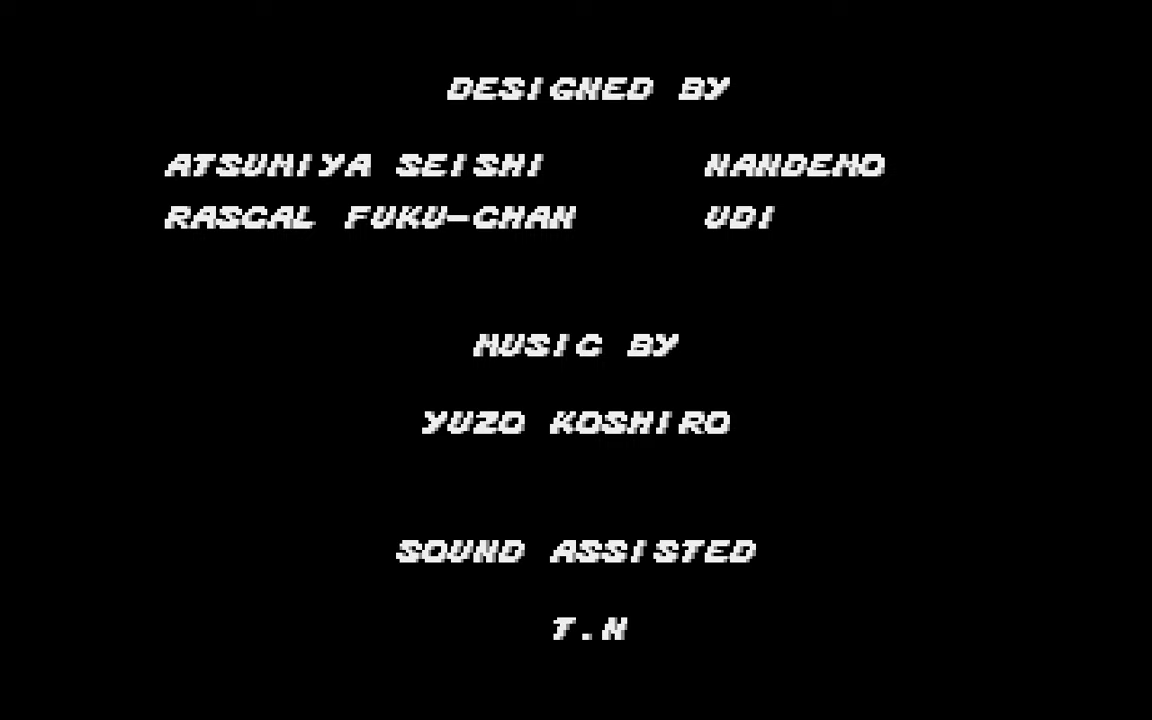 DESIGNED BY
ATSUMIYA SEISHI NANDEMO
RASCAL FUKU-CHAN UDI
MUSIC BY
YUZO KOSHIRO
SOUND ASSISTED
T.N